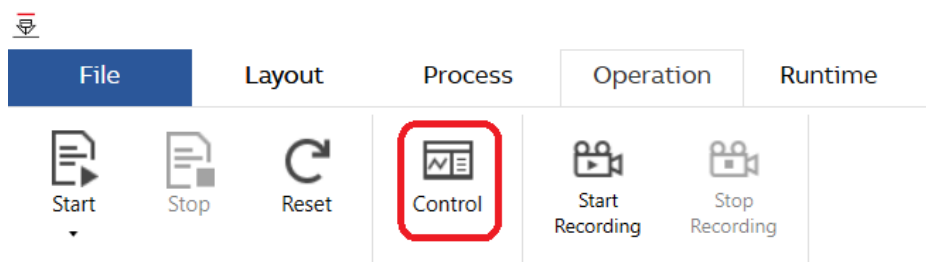 File Layout Process Operation Runtime
Start Stop Reset Control Start Recording Stop Recording